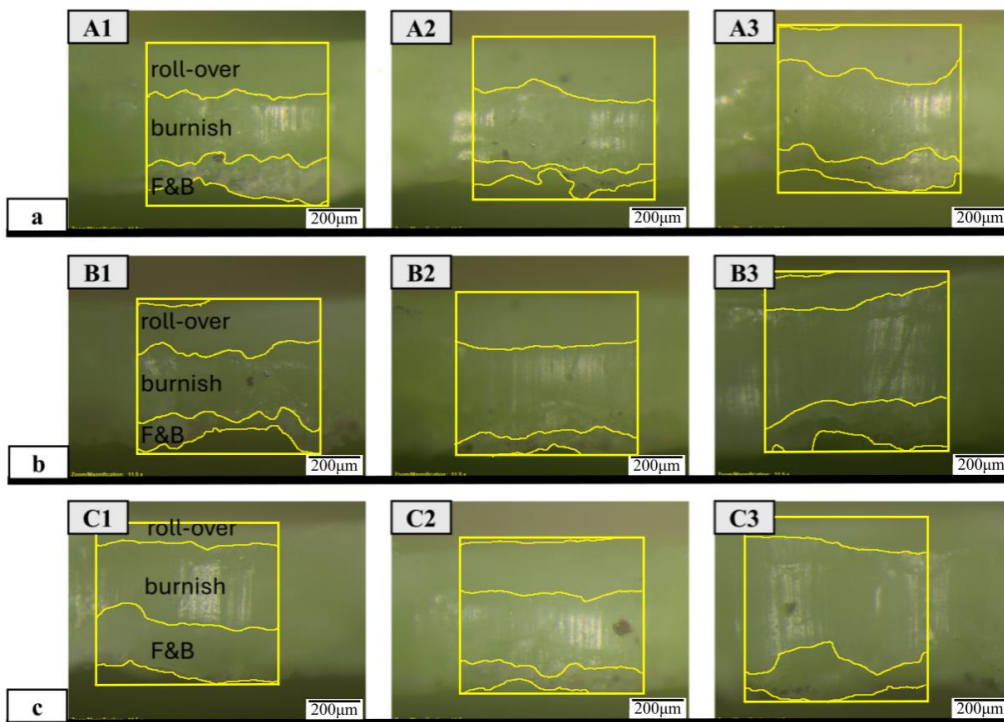 A1
A2
A3
roll-over
burnish
F&B
200μm
200μm
200μm
a
B1
B2
B3
roll-over
burnish
F&B
200μm
200μm
200μm
b
C1
C2
C3
roll-over
burnish
F&B
200μm
200μm
200μm
c